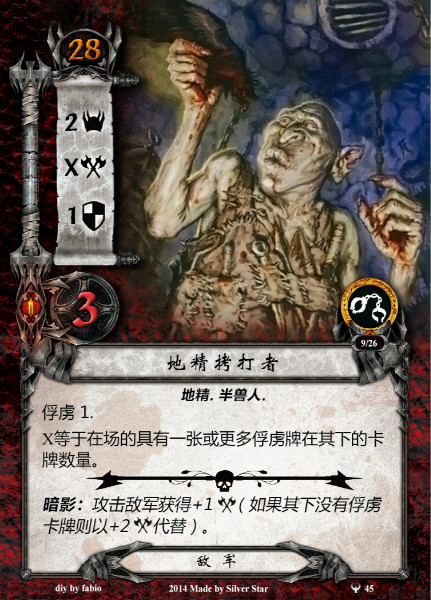 28
2
X
1
3
9/26
地精拷打者
地精. 半兽人.
俘虏 1.
X等于在场的具有一张或更多俘虏牌在其下的卡
牌数量。
暗影：攻击敌军获得+1（如果其下没有俘虏
卡牌则以+2代替）。
敌 军
diy by fabio 2014 Made by Silver Star 45